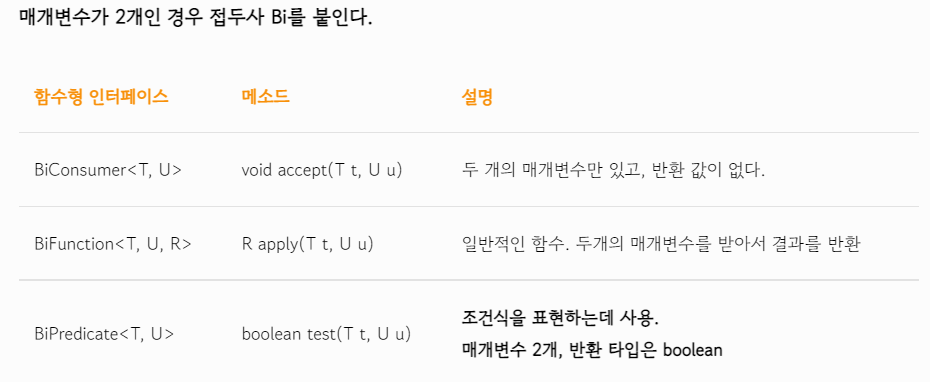 매개변수가 2개인 경우 접두사 Bi를 붙인다.
함수형 인터페이스 메소드 설명
BiConsumer<T, U> void accept(T t, U u) 두 개의 매개변수만 있고, 반환 값이 없다.
BiFunction<T, U, R> R apply(T t, U u) 일반적인 함수. 두개의 매개변수를 받아서 결과를 반환
BiPredicate<T, U> boolean test(T t, U u) 조건식을 표현하는데 사용.
매개변수 2개, 반환 타입은 boolean